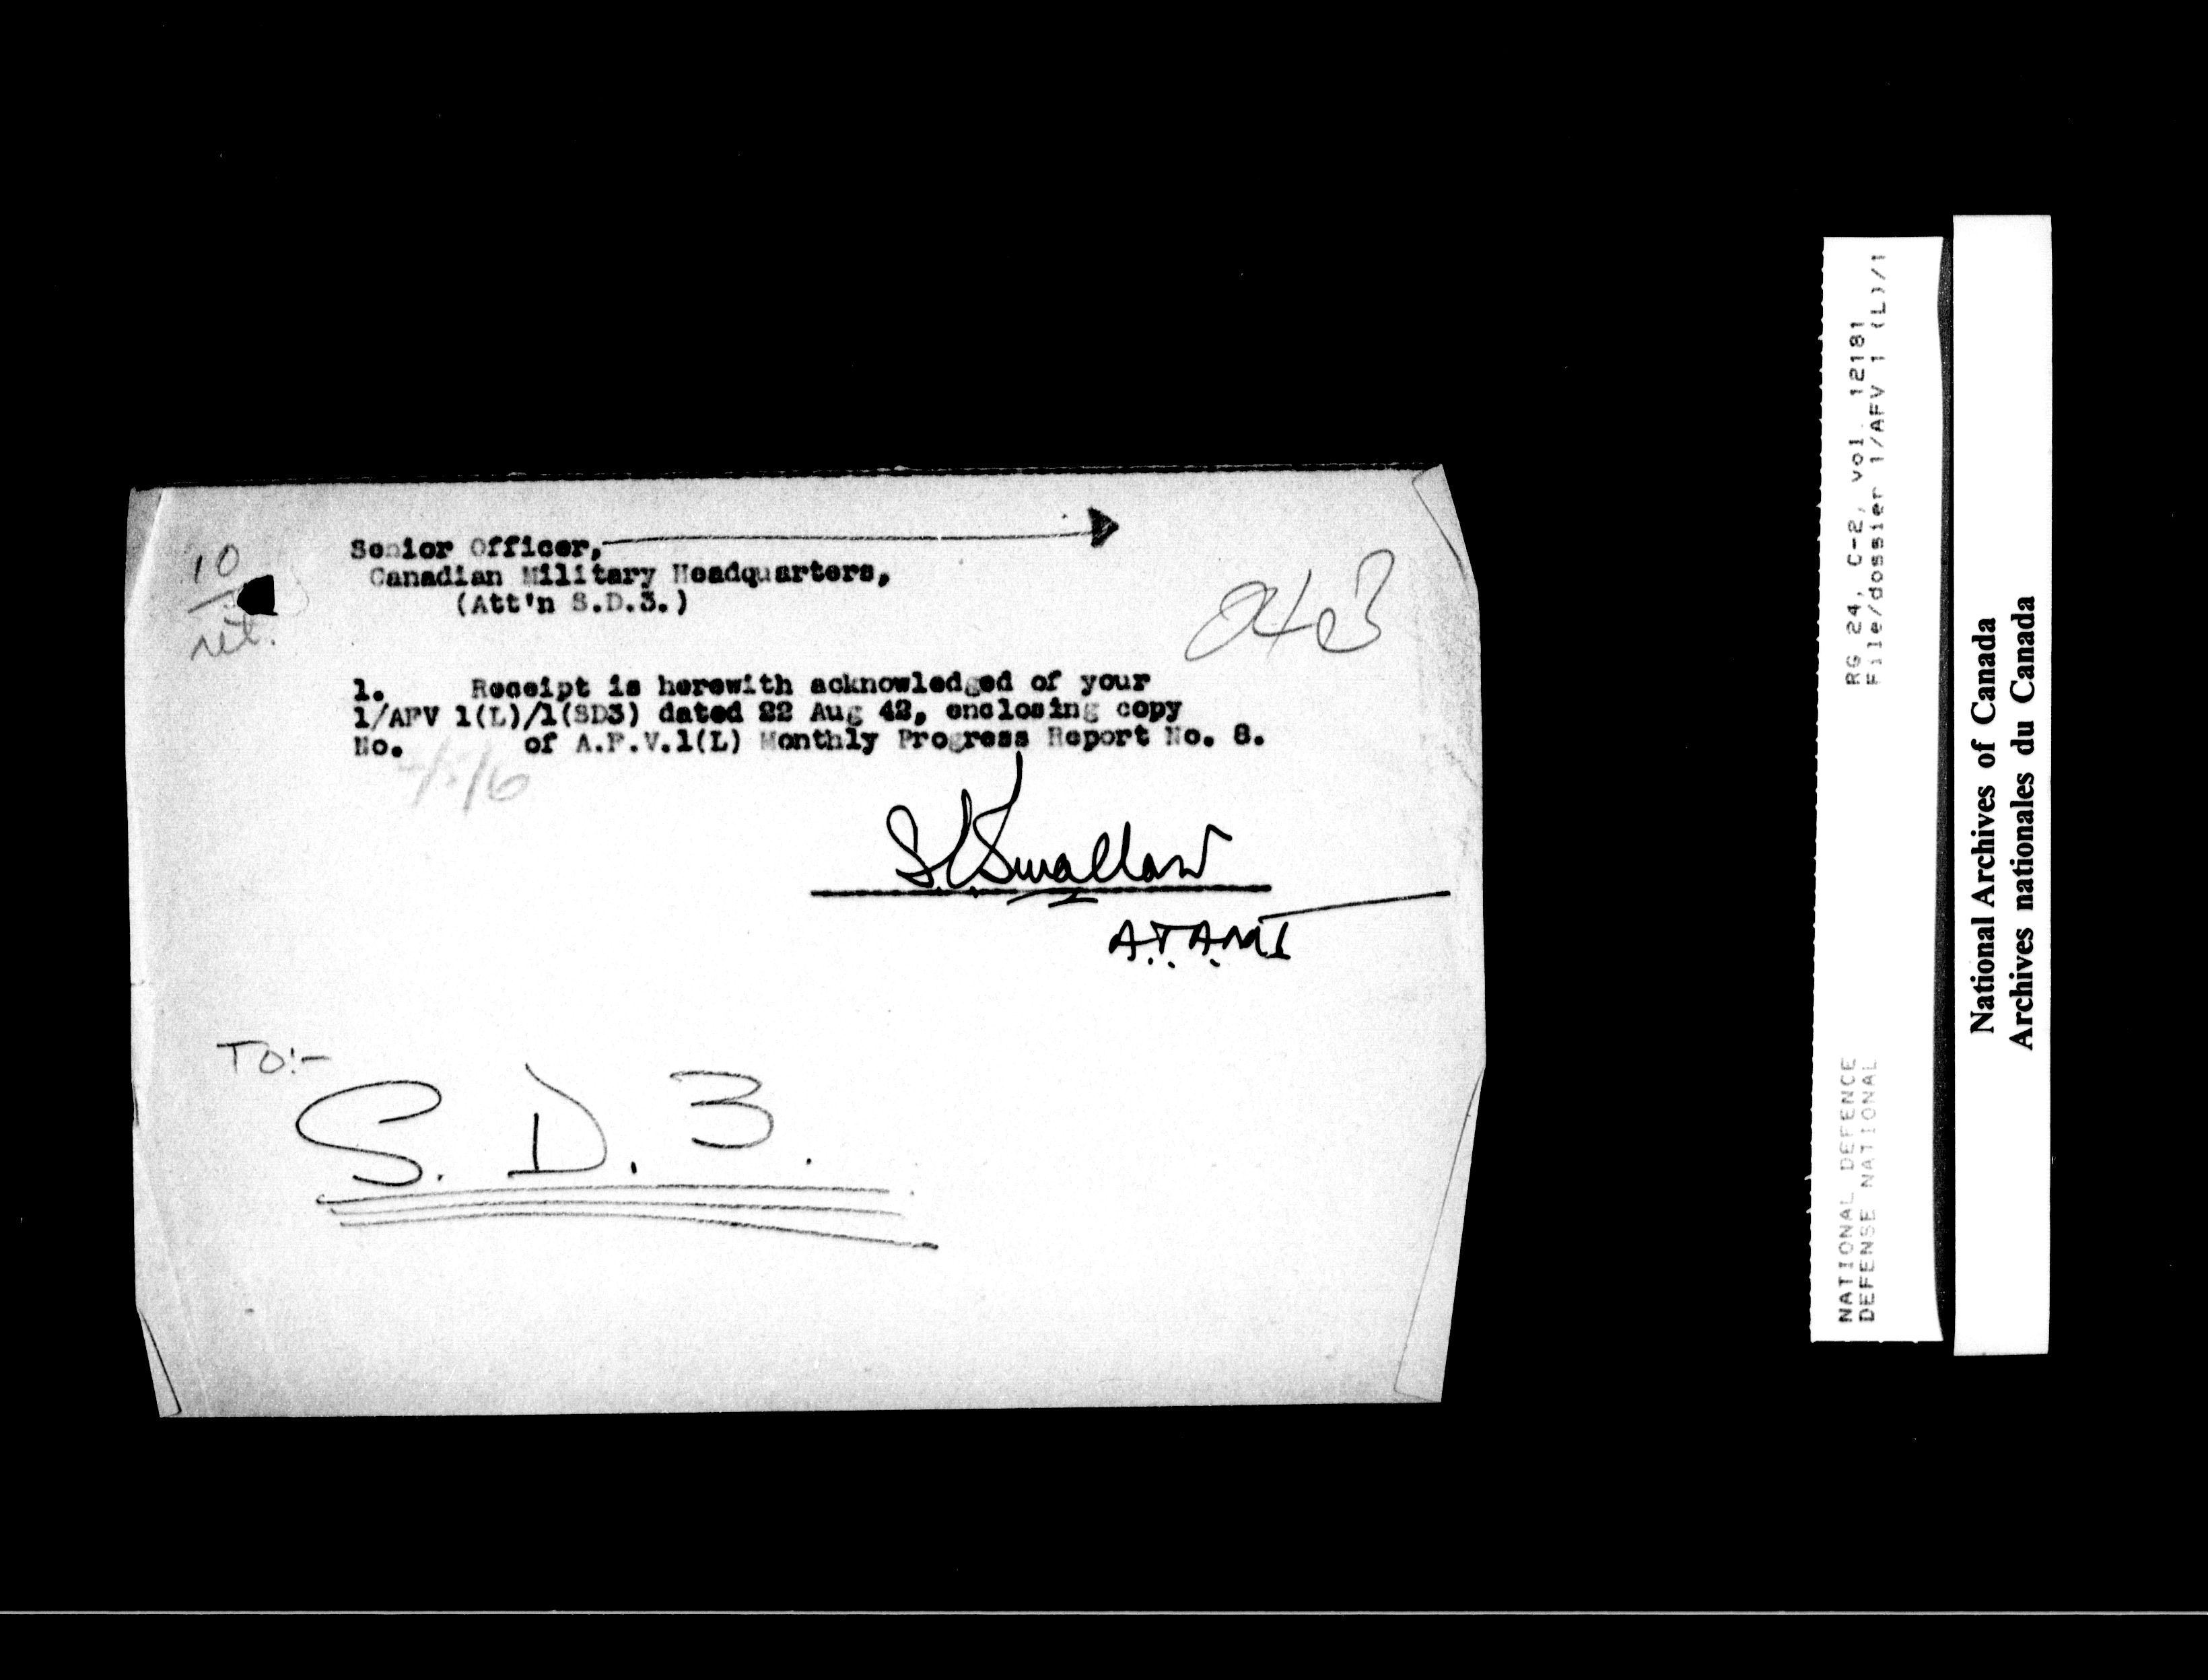 Senior Officer,
Canadian Military Headquarters,
(Att'n S.D.3.)
10
ret.
1. Receipt is herewith acknowledged of your
1/AFV 1(L)/1(SD3) dated 22 Aug 42, enclosing copy
No. of A.F.V.1(L) Monthly Progress Report No. 8.
Swallow
TO:-
S. D. 3.
RG 24, C-2, vol. 12181
File/dossier 1/AFV 11 (L)/1
NATIONAL DEFENCE
DEFENSE NATIONAL
National Archives of Canada
Archives nationales du Canada